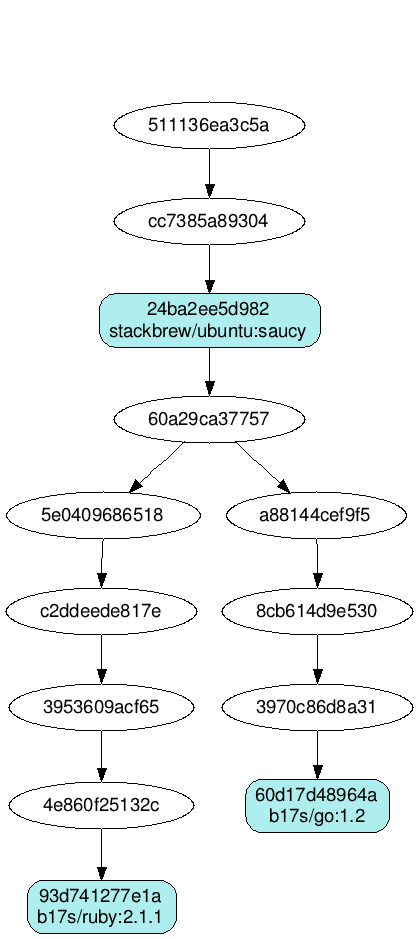 511136ea3c5a
cc7385a89304
24ba2ee5d982
stackbrew/ubuntu:saucy
60a29ca37757
5e0409686518
a88144cef9f5
c2ddeede817e
8cb614d9e530
3953609acf65
3970c86d8a31
4e860f25132c
60d17d48964a
b17s/go:1.2
93d741277e1a
b17s/ruby:2.1.1